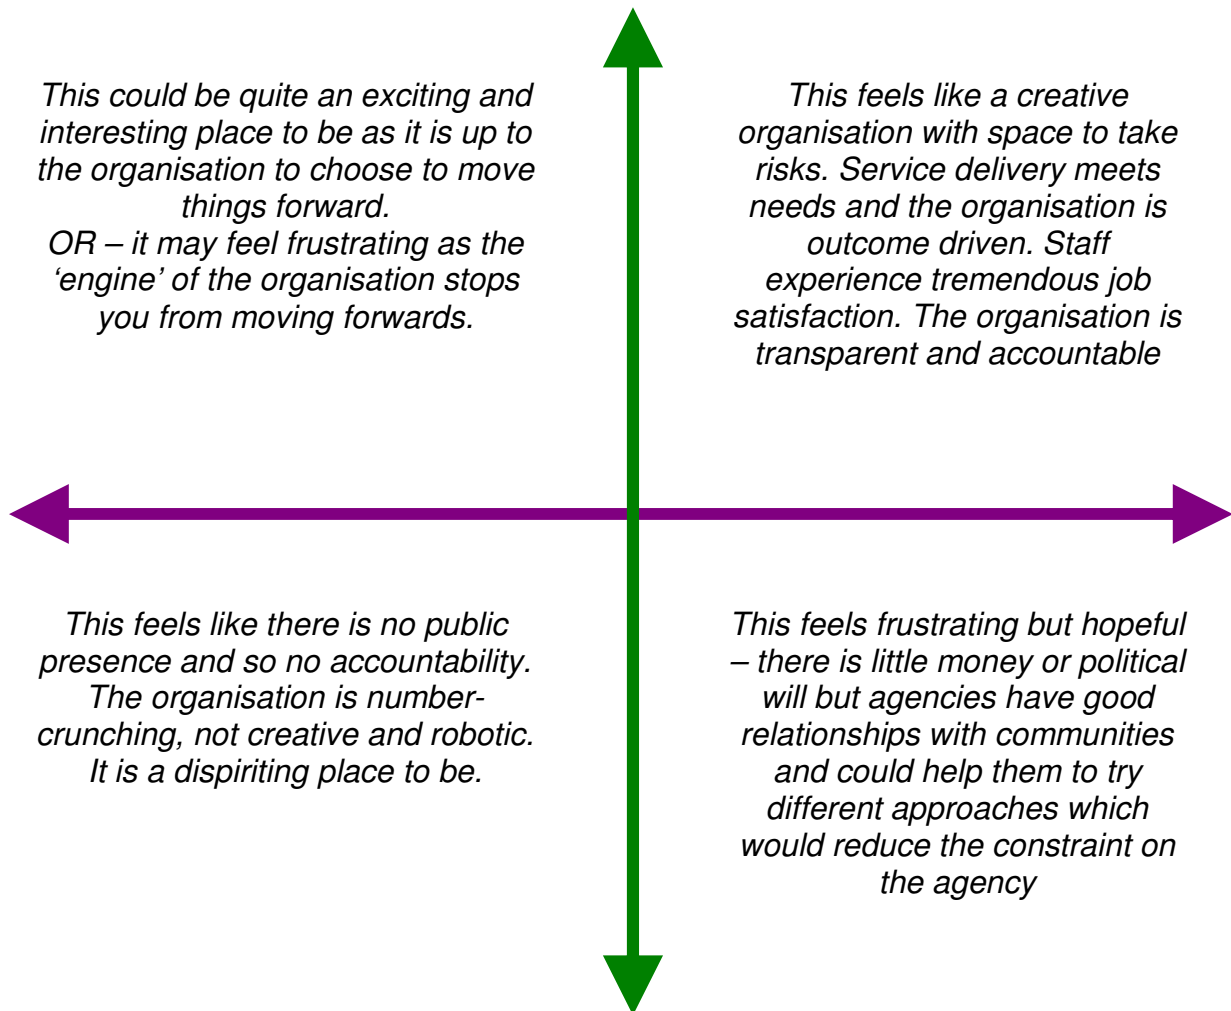 This could be quite an exciting and
interesting place to be as it is up to
the organisation to choose to move
things forward.
OR – it may feel frustrating as the
‘engine’ of the organisation stops
you from moving forwards.
This feels like a creative
organisation with space to take
risks. Service delivery meets
needs and the organisation is
outcome driven. Staff
experience tremendous job
satisfaction. The organisation is
transparent and accountable
This feels like there is no public
presence and so no accountability.
The organisation is number-
crunching, not creative and robotic.
It is a dispiriting place to be.
This feels frustrating but hopeful
– there is little money or political
will but agencies have good
relationships with communities
and could help them to try
different approaches which
would reduce the constraint on
the agency